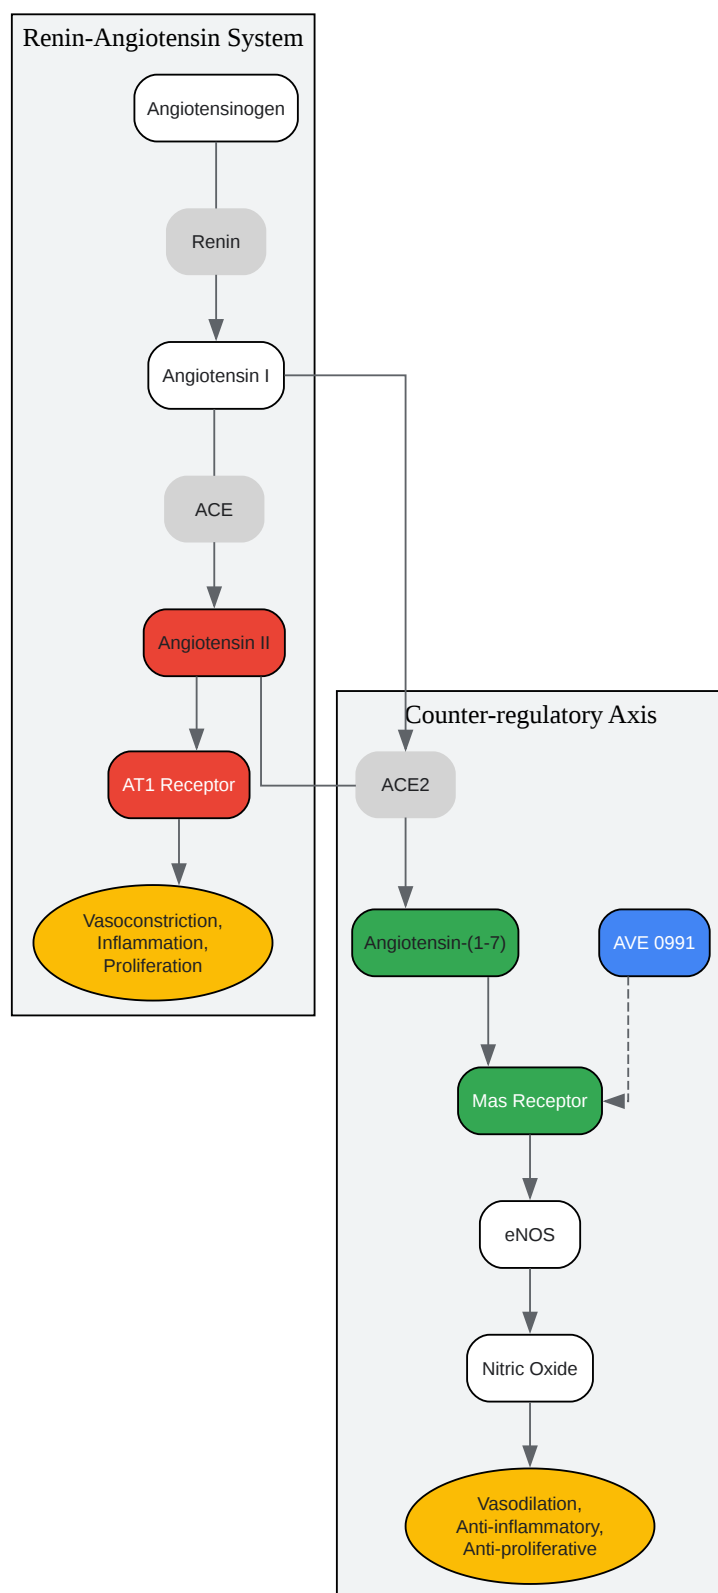 Renin-Angiotensin System
Angiotensinogen
Renin
Angiotensin I
ACE
Angiotensin II
AT1 Receptor
Vasoconstriction,
Inflammation,
Proliferation
Counter-regulatory Axis
ACE2
Angiotensin-(1-7)
AVE 0991
Mas Receptor
eNOS
Nitric Oxide
Vasodilation,
Anti-inflammatory,
Anti-proliferative